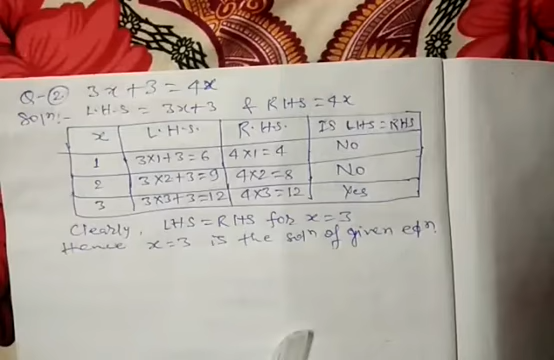 Q-② 3x+3=4x
Soln:- L.H.S = 3x+3 & RHS=4x
x L.H.S. R.H.S. IS LHS=RHS
1 3×1+3=6 4×1=4 No
2 3×2+3=9 4×2=8 No
3 3×3+3=12 4×3=12 Yes
Clearly, LHS=RHS for x=3
Hence x=3 is the soln of given eqn.